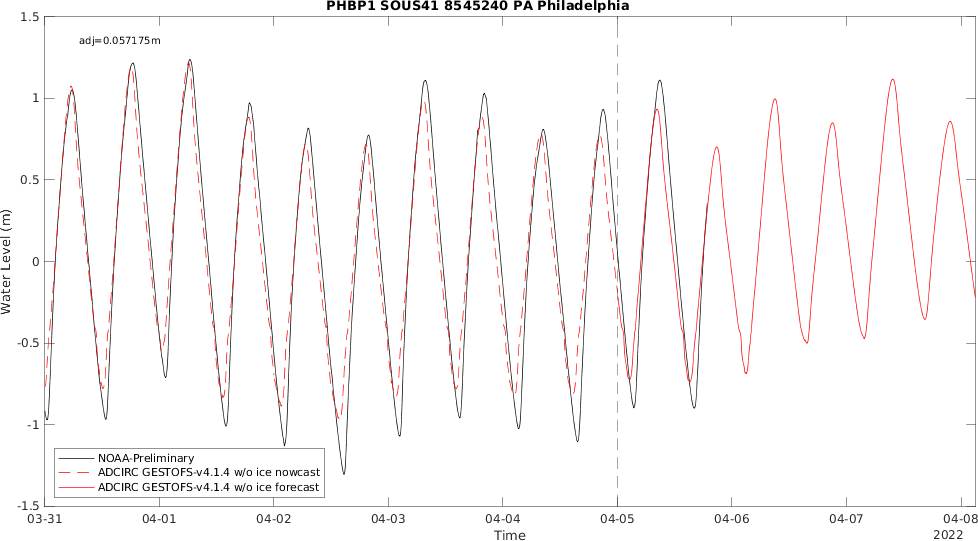 PHBP1 SOUS41 8545240 PA Philadelphia
1.5
adj=0.057175m
1
0.5
0
-0.5
-1
-1.5
Water Level (m)
NOAA-Preliminary
ADCIRC GESTOFS-v4.1.4 w/o ice nowcast
ADCIRC GESTOFS-v4.1.4 w/o ice forecast
03-31 04-01 04-02 04-03 04-04 04-05 04-06 04-07 04-08
Time
2022